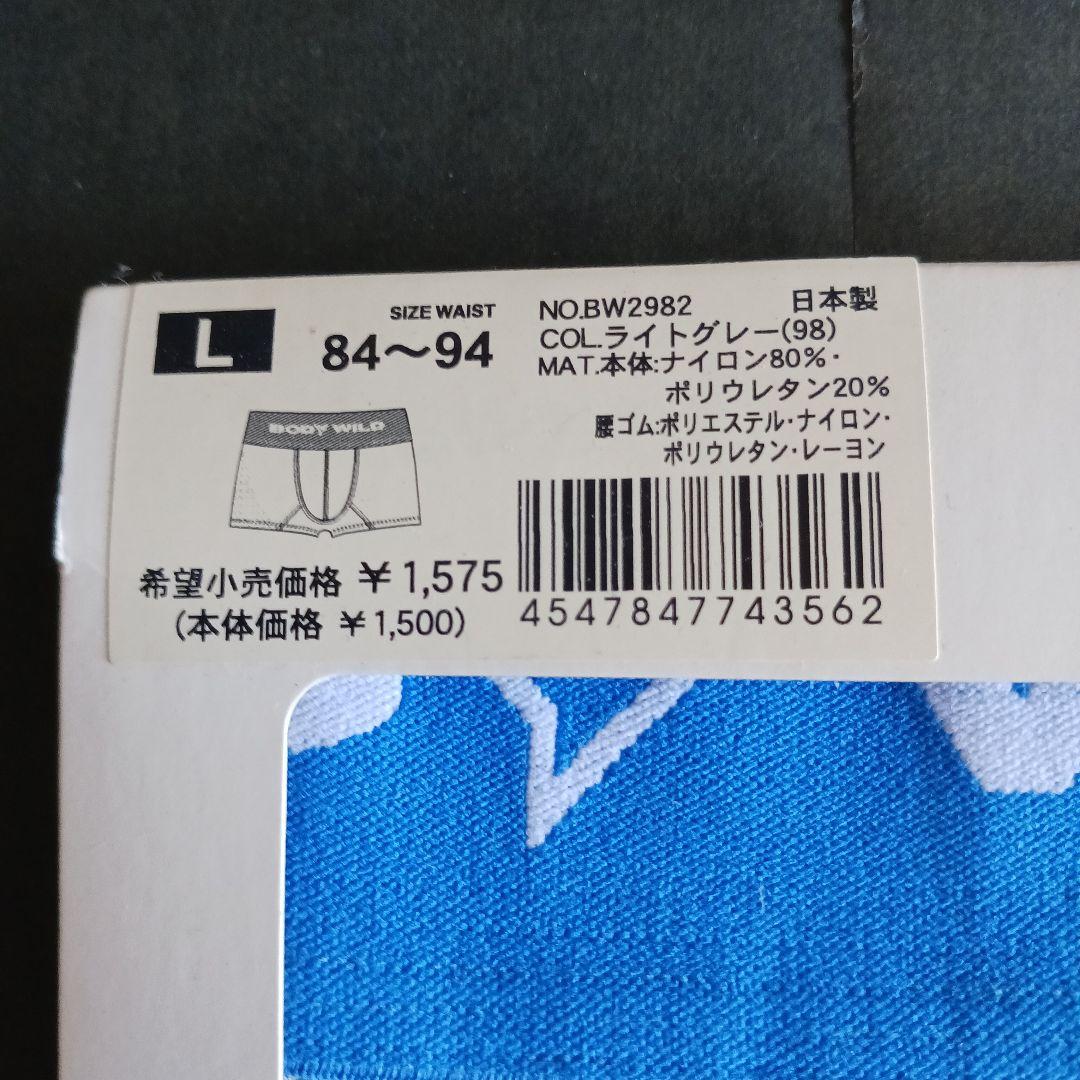 L
SIZE WAIST
84～94
NO.BW2982 日本製
COL.ライトグレー(98)
MAT.本体:ナイロン80%・
ポリウレタン20%
腰ゴム:ポリエステル・ナイロン・
ポリウレタン・レーヨン
BODY WILD
希望小売価格 ￥1,575
(本体価格 ￥1,500)
4547847743562